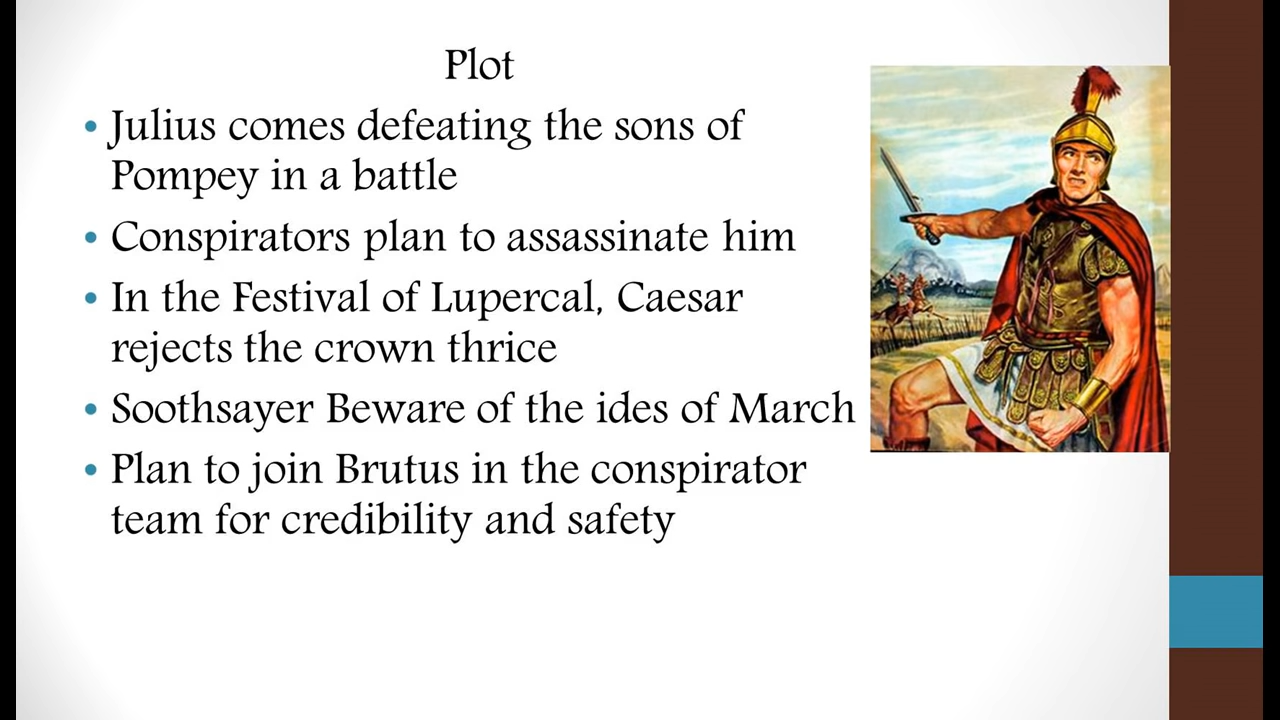 Plot
• Julius comes defeating the sons of
Pompey in a battle
• Conspirators plan to assassinate him
• In the Festival of Lupercal, Caesar
rejects the crown thrice
• Soothsayer Beware of the ides of March
• Plan to join Brutus in the conspirator
team for credibility and safety